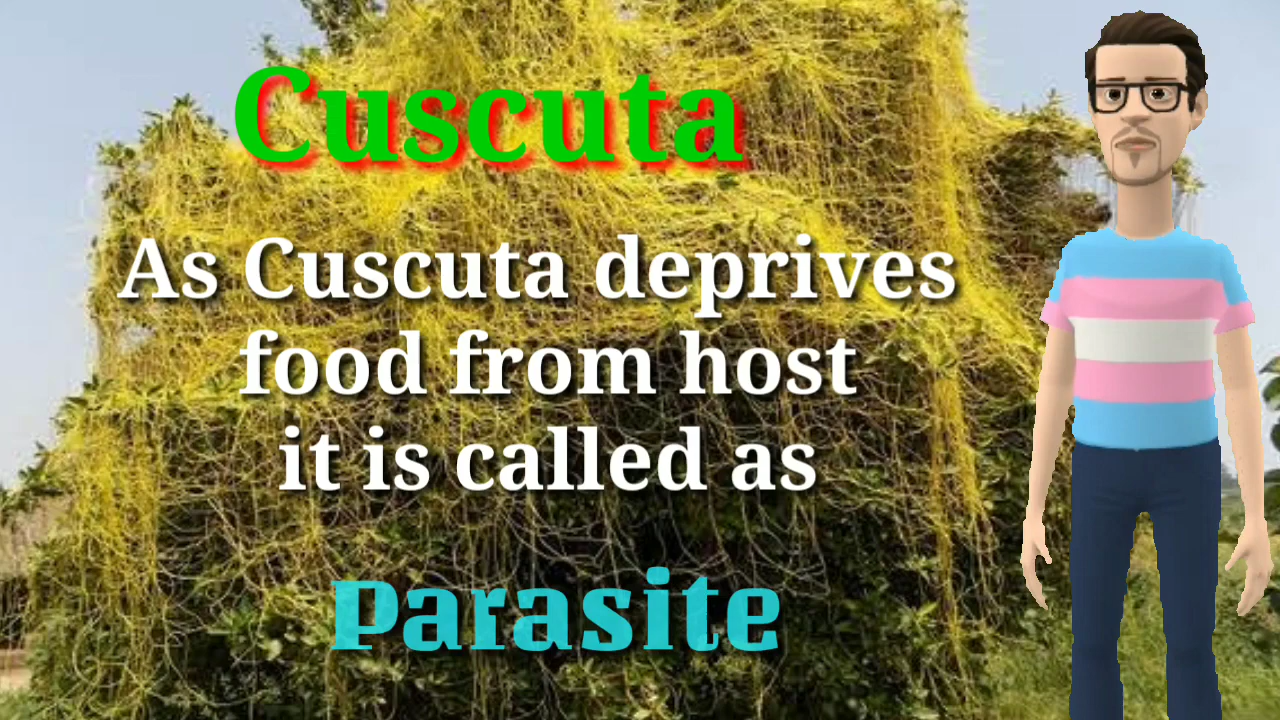 Cuscuta
As Cuscuta deprives
food from host
it is called as
Parasite